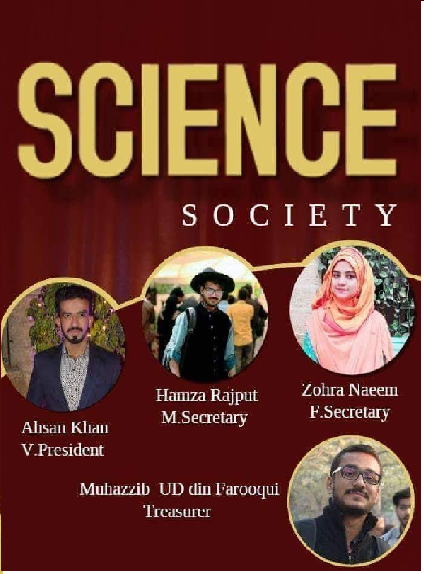 SCIENCE
SOCIETY
Ahsan Khan
V.President
Hamza Rajput
M.Secretary
Zohra Naeem
F.Secretary
Muhazzib UD din Farooqui
Treasurer